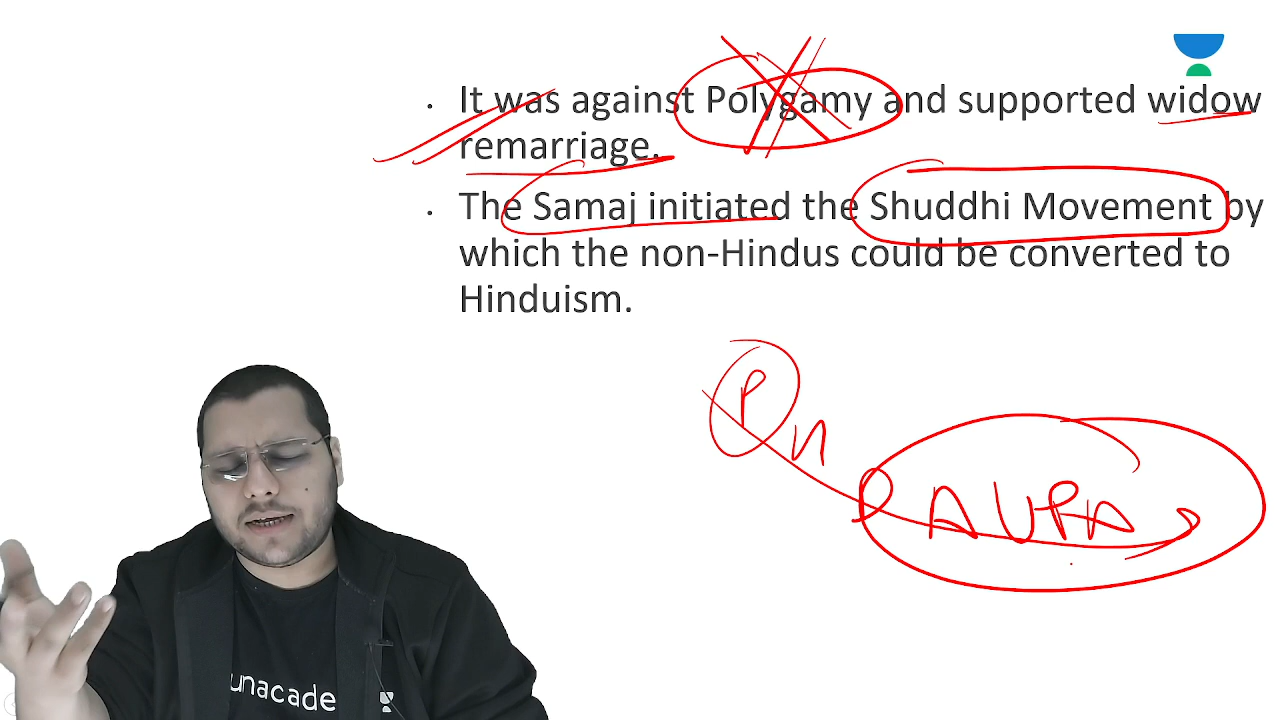 • It was against Polygamy and supported widow
remarriage.
• The Samaj initiated the Shuddhi Movement by
which the non-Hindus could be converted to
Hinduism.
P
n
unacade